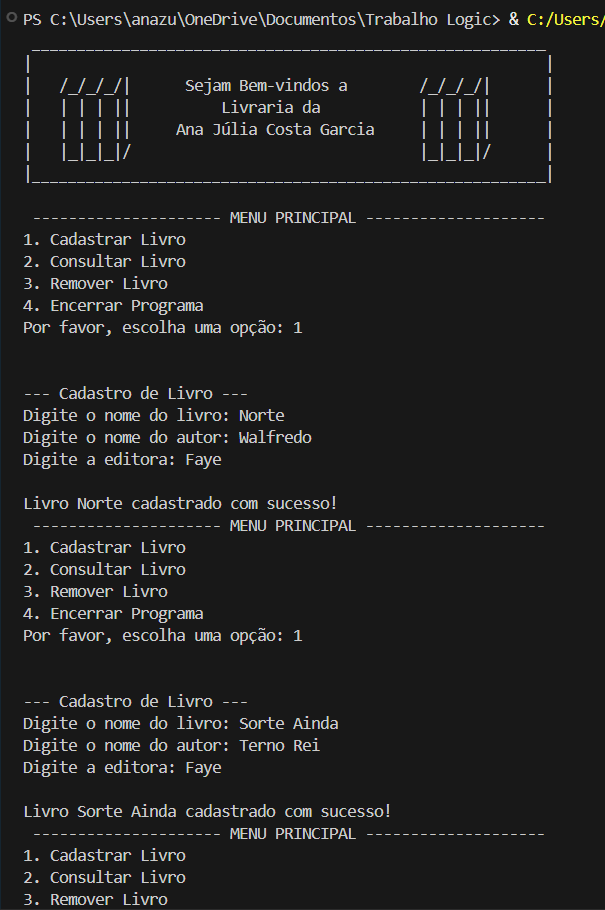 PS C:\Users\anazu\OneDrive\Documentos\Trabalho Logic> & C:/Users/
 _________________________________________________________
|                                                         |
|   /_/_/_/|      Sejam Bem-vindos a        /_/_/_/|      |
|   | | | ||          Livraria da           | | | ||      |
|   | | | ||     Ana Júlia Costa Garcia     | | | ||      |
|   |_|_|_|/                                |_|_|_|/      |
|_________________________________________________________|
 --------------------- MENU PRINCIPAL --------------------
1. Cadastrar Livro
2. Consultar Livro
3. Remover Livro
4. Encerrar Programa
Por favor, escolha uma opção: 1
--- Cadastro de Livro ---
Digite o nome do livro: Norte
Digite o nome do autor: Walfredo
Digite a editora: Faye
Livro Norte cadastrado com sucesso!
 --------------------- MENU PRINCIPAL --------------------
1. Cadastrar Livro
2. Consultar Livro
3. Remover Livro
4. Encerrar Programa
Por favor, escolha uma opção: 1
--- Cadastro de Livro ---
Digite o nome do livro: Sorte Ainda
Digite o nome do autor: Terno Rei
Digite a editora: Faye
Livro Sorte Ainda cadastrado com sucesso!
 --------------------- MENU PRINCIPAL --------------------
1. Cadastrar Livro
2. Consultar Livro
3. Remover Livro